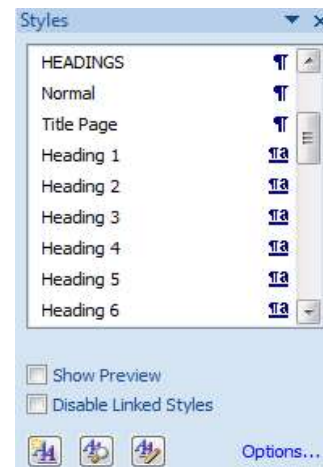 Styles
HEADINGS ¶
Normal ¶
Title Page ¶
Heading 1 ¶a
Heading 2 ¶a
Heading 3 ¶a
Heading 4 ¶a
Heading 5 ¶a
Heading 6 ¶a
Show Preview
Disable Linked Styles
Options...